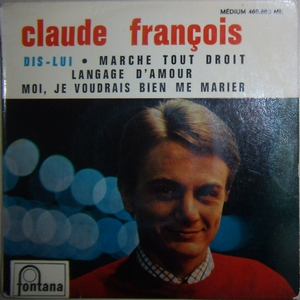 MÉDIUM
claude françois
DIS-LUI • MARCHE TOUT DROIT
LANGAGE D'AMOUR
MOI, JE VOUDRAIS BIEN ME MARIER
fontana